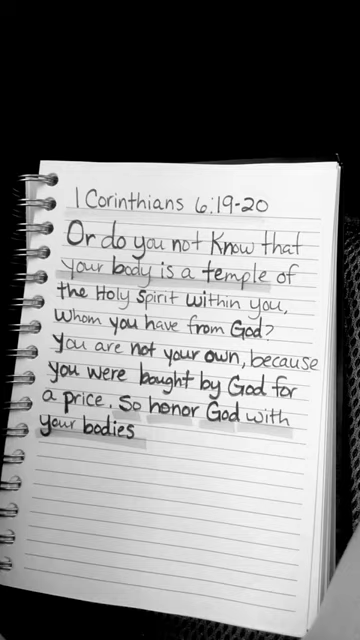 1 Corinthians 6:19-20
Or do you not know that
your body is a temple of
the Holy Spirit within you,
whom you have from God?
You are not your own, because
you were bought by God for
a price. So honor God with
your bodies